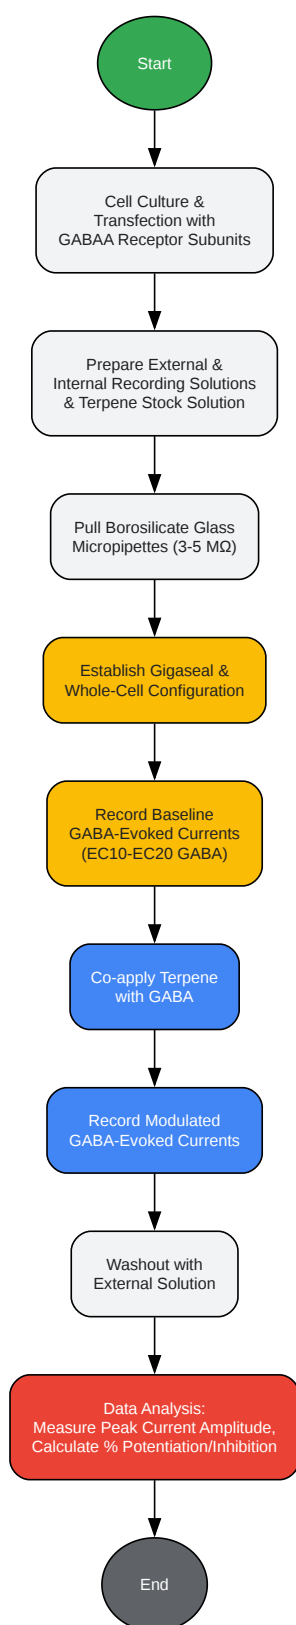 Start
Cell Culture &
Transfection with
GABAA Receptor Subunits
Prepare External &
Internal Recording Solutions
& Terpene Stock Solution
Pull Borosilicate Glass
Micropipettes (3-5 MΩ)
Establish Gigaseal &
Whole-Cell Configuration
Record Baseline
GABA-Evoked Currents
(EC10-EC20 GABA)
Co-apply Terpene
with GABA
Record Modulated
GABA-Evoked Currents
Washout with
External Solution
Data Analysis:
Measure Peak Current Amplitude,
Calculate % Potentiation/Inhibition
End